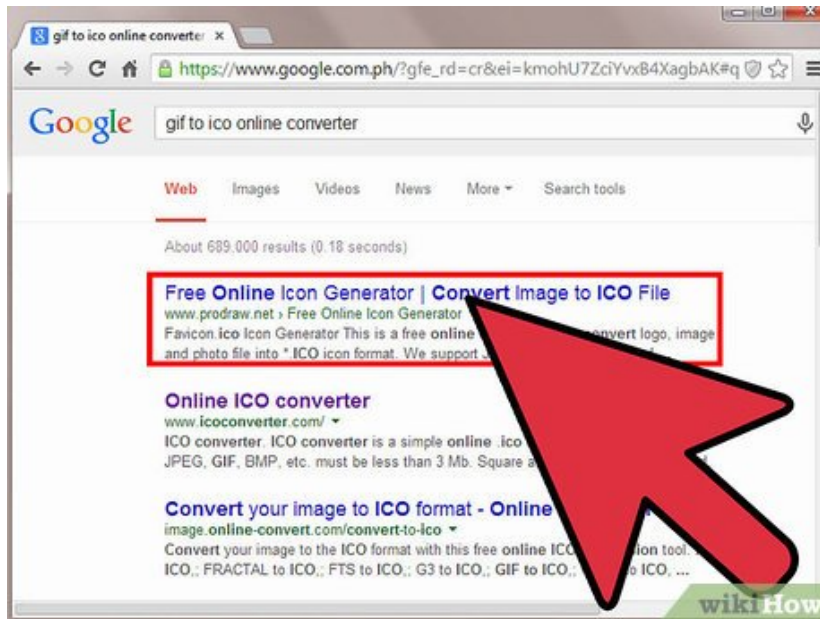 gif to ico online converter
https://www.google.com.ph/?gfe_rd=cr&ei=kmohU7ZciYvxB4XagbAK#q
Google gif to ico online converter
Web Images Videos News More Search tools
About 689,000 results (0.18 seconds)
Free Online Icon Generator | Convert Image to ICO File
www.prodraw.net › Free Online Icon Generator
Favicon.ico Icon Generator This is a free online convert logo, image
and photo file into *.ICO icon format. We support
Online ICO converter
www.icoconverter.com/
ICO converter. ICO converter is a simple online .ico
JPEG, GIF, BMP, etc. must be less than 3 Mb. Square
Convert your image to ICO format - Online
image.online-convert.com/convert-to-ico
Convert your image to the ICO format with this free online ICO tool.
ICO,; FRACTAL to ICO,; FTS to ICO,; G3 to ICO,; GIF to ICO,; to ICO, ...
wikiHow